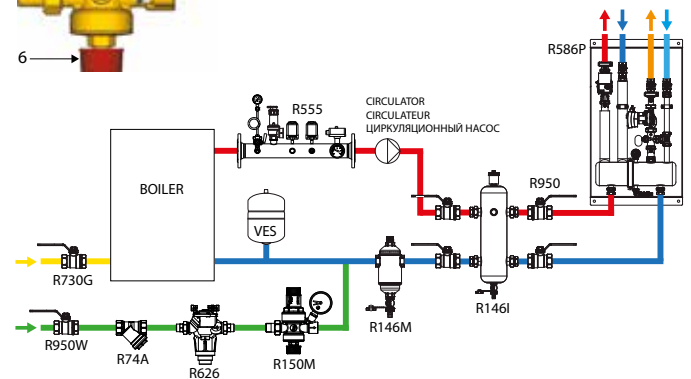 6
R586P
R555
CIRCULATOR
CIRCULATEUR
ЦИРКУЛЯЦИОННЫЙ НАСОС
BOILER
R950
VES
R730G
R146I
R146M
R950W
R74A
R150M
R626